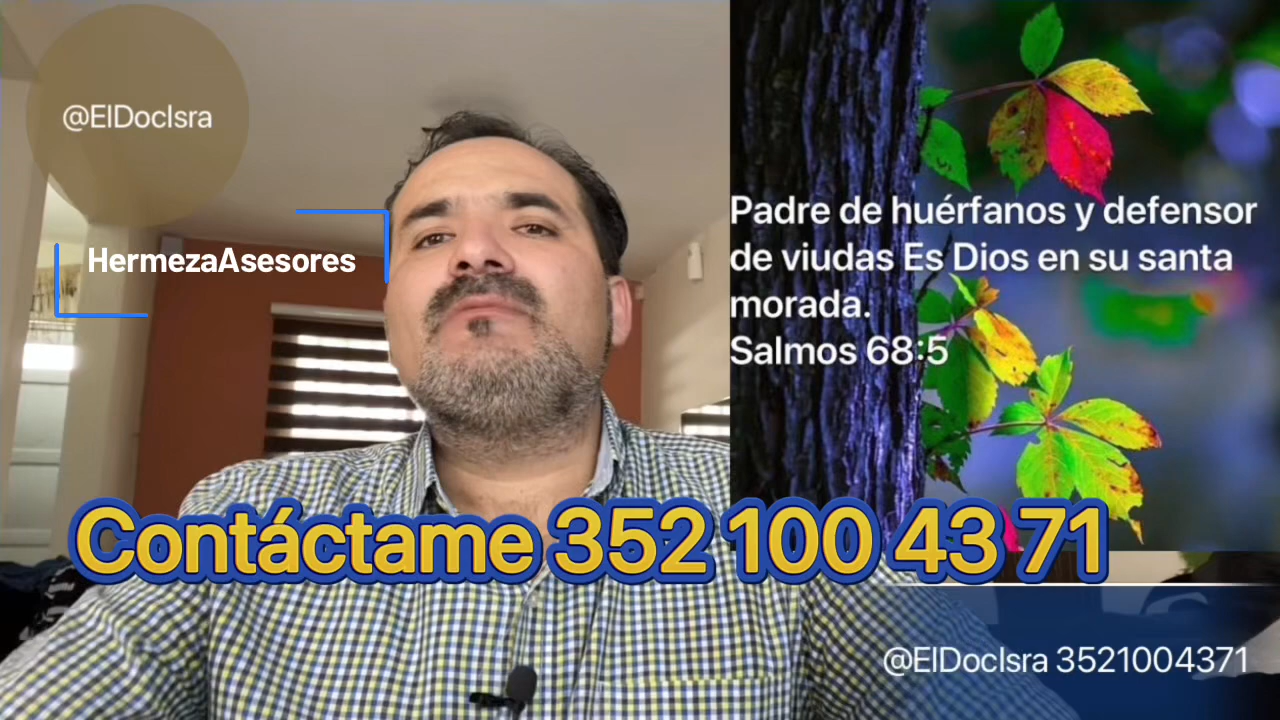 @ElDocIsra
HermezaAsesores
Padre de huérfanos y defensor
de viudas Es Dios en su santa
morada.
Salmos 68:5
Contáctame 352 100 43 71
@ElDocIsra 3521004371